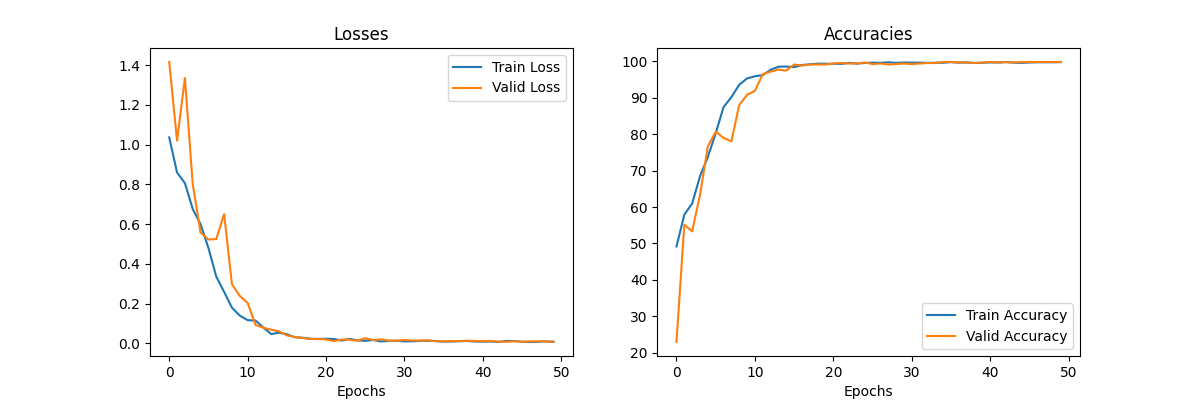 Losses
1.4
1.2
1.0
0.8
0.6
0.4
0.2
0.0
0 10 20 30 40 50
Epochs
Train Loss
Valid Loss
Accuracies
100
90
80
70
60
50
40
30
20
0 10 20 30 40 50
Epochs
Train Accuracy
Valid Accuracy